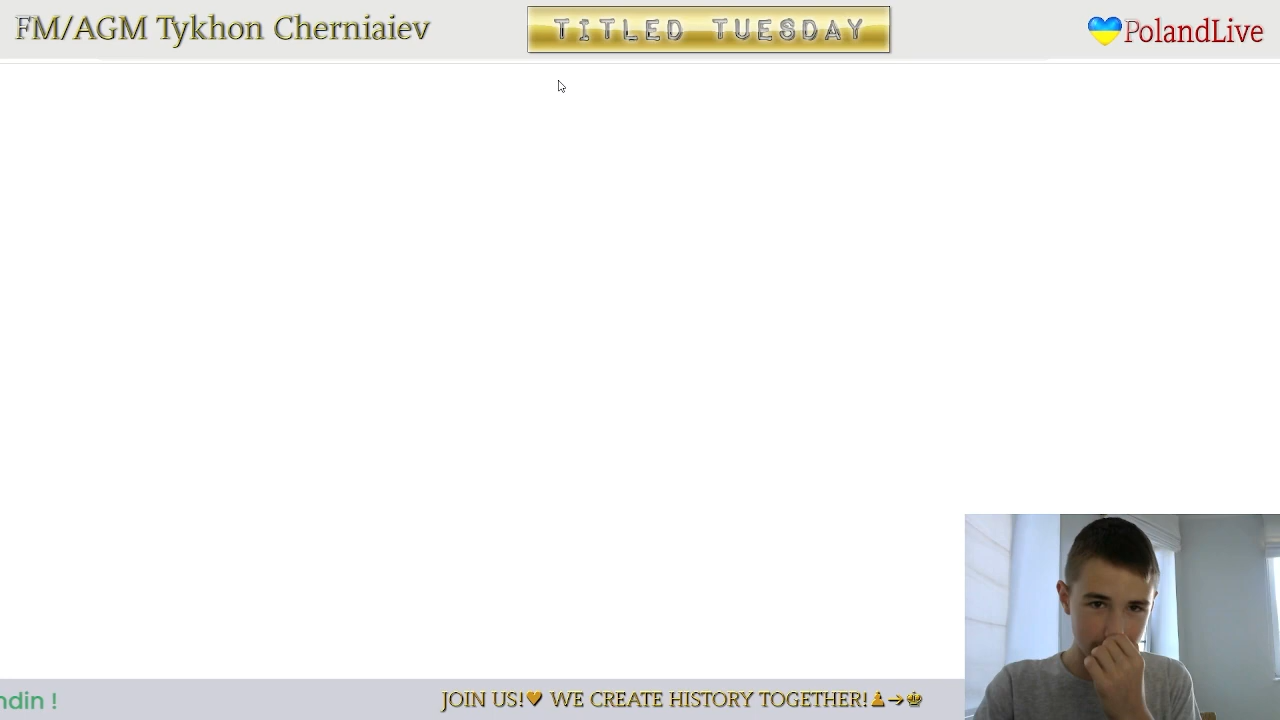 FM/AGM Tykhon Cherniaiev
TITLED TUESDAY
💙PolandLive
ndin !
JOIN US!♥ WE CREATE HISTORY TOGETHER!♟→♚